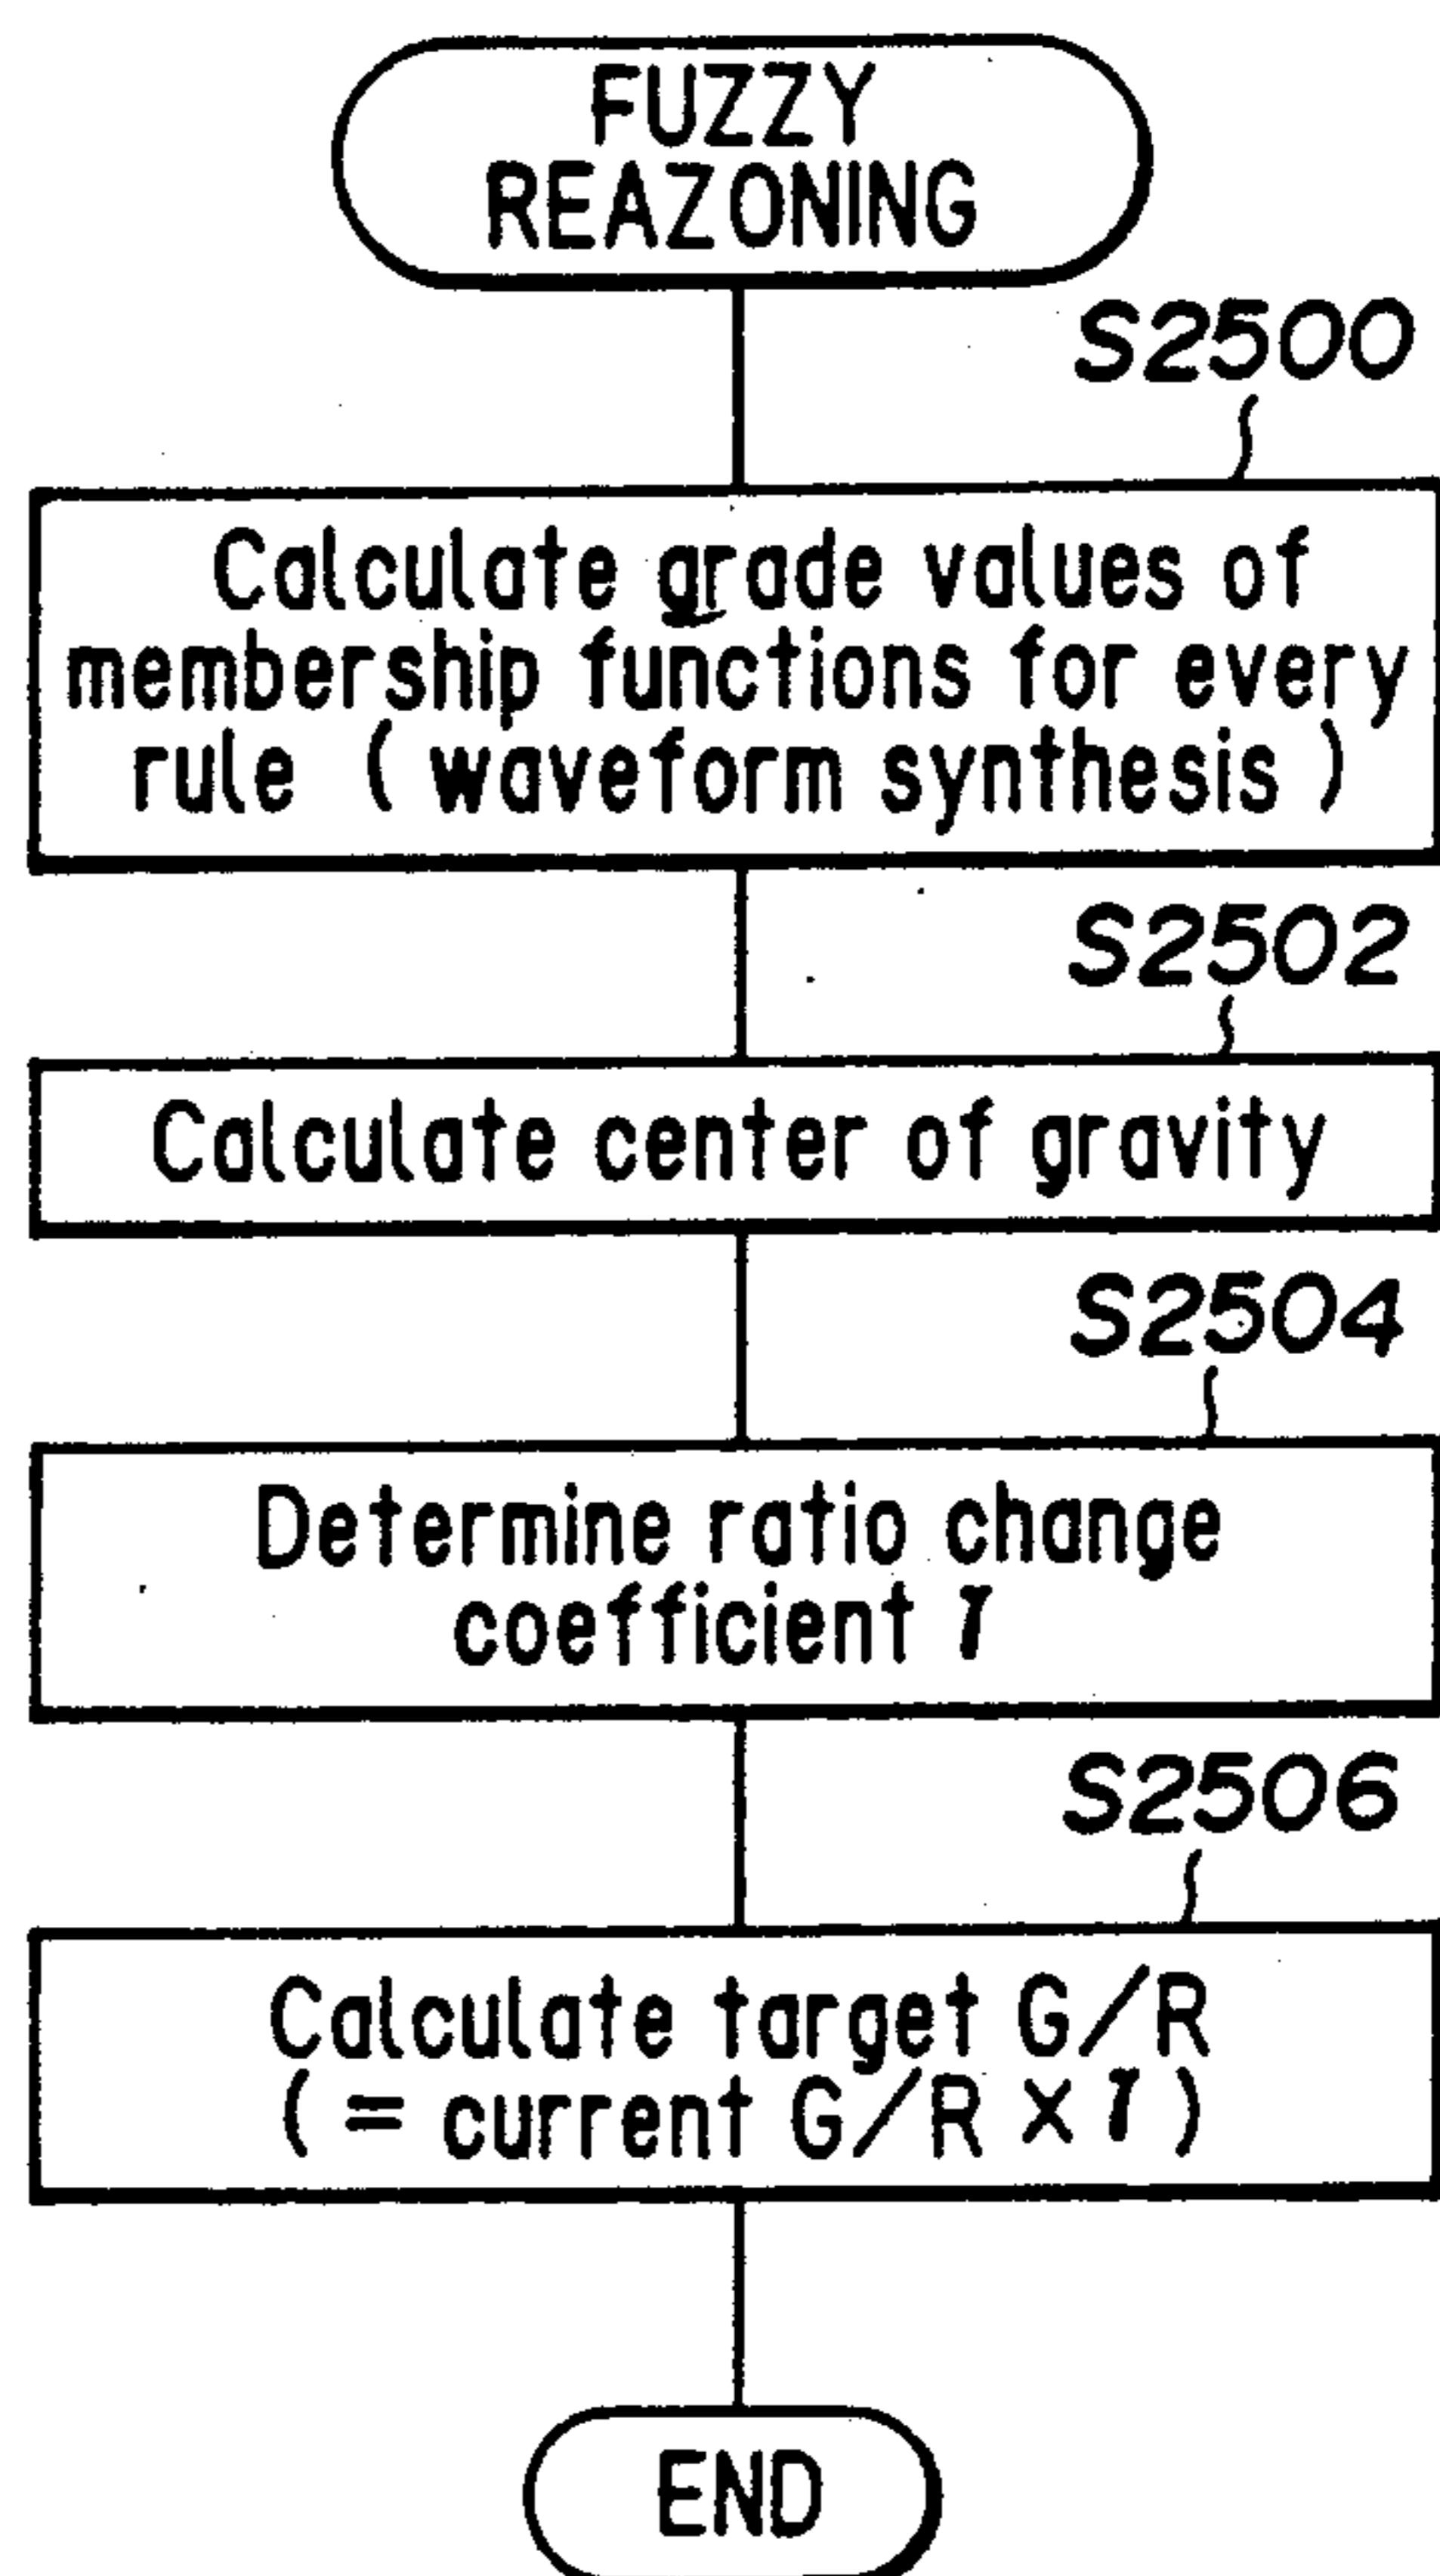 FUZZY
REAZONING
S2500
Calculate grade values of
membership functions for every
rule ( waveform synthesis )
S2502
Calculate center of gravity
S2504
Determine ratio change
coefficient γ
S2506
Calculate target G/R
( = current G/R × γ )
END